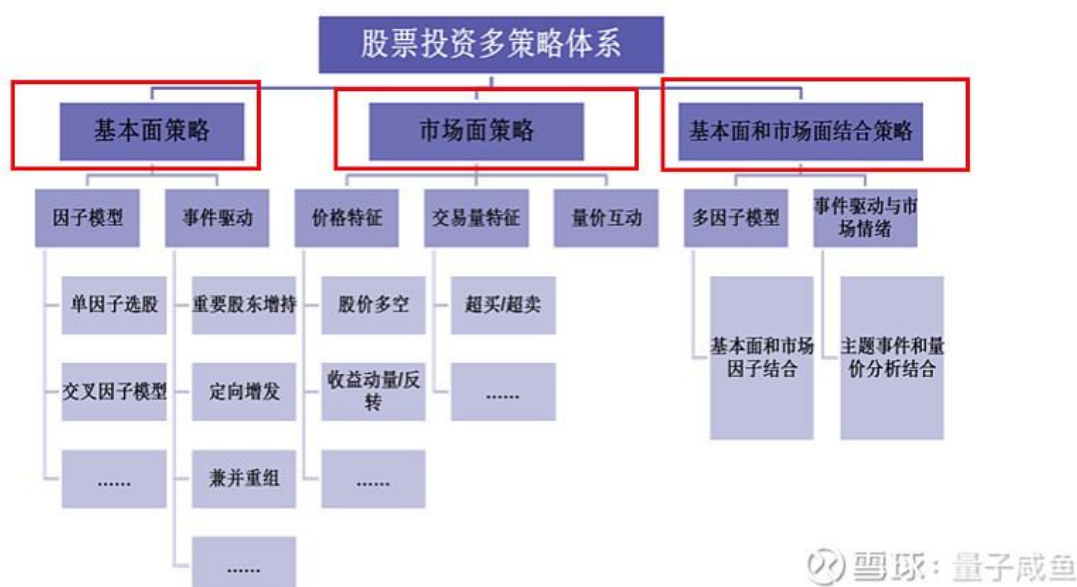 股票投资多策略体系
基本面策略
市场面策略
基本面和市场面结合策略
因子模型
事件驱动
价格特征
交易量特征
量价互动
多因子模型
事件驱动与市
场情绪
单因子选股
重要股东增持
股价多空
超买/超卖
基本面和市场
因子结合
主题事件和量
价分析结合
交叉因子模型
定向增发
收益动量/反
转
......
......
兼并重组
......
......
雪球：量子咸鱼